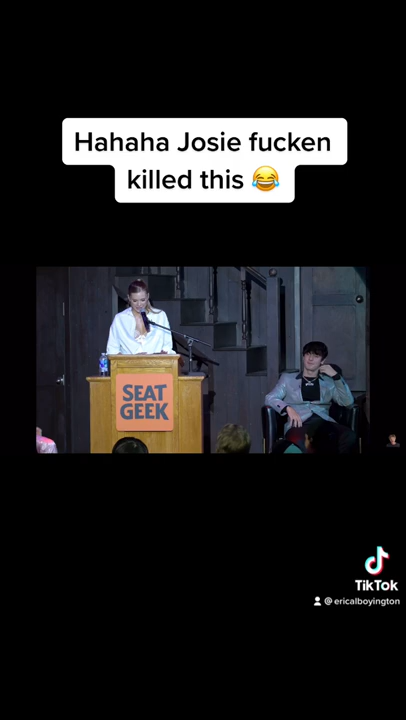 Hahaha Josie fucken
killed this 😂
SEAT
GEEK
TikTok
@ericalboyington